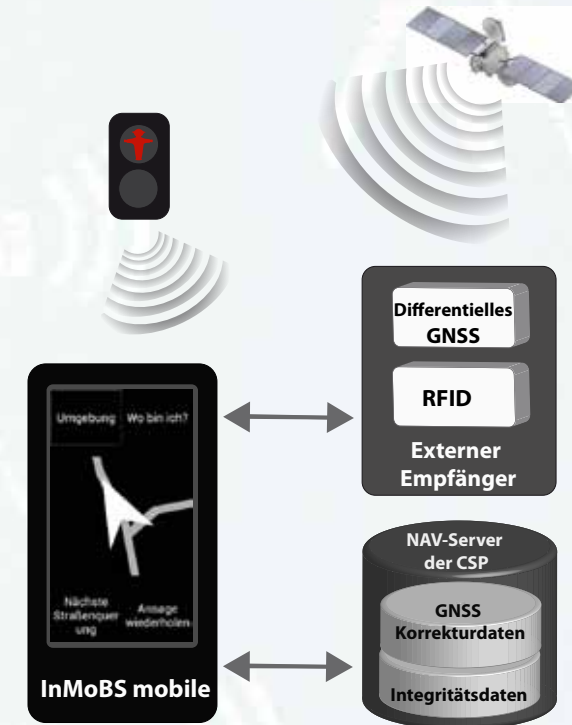 Differentielles
GNSS
RFID
Externer
Empfänger
Umgebung
Wo bin ich?
Nächste
Straßenquer
ung
Ansage
wiederholen
InMoBS mobile
NAV-Server
der CSP
GNSS
Korrekturdaten
Integritätsdaten